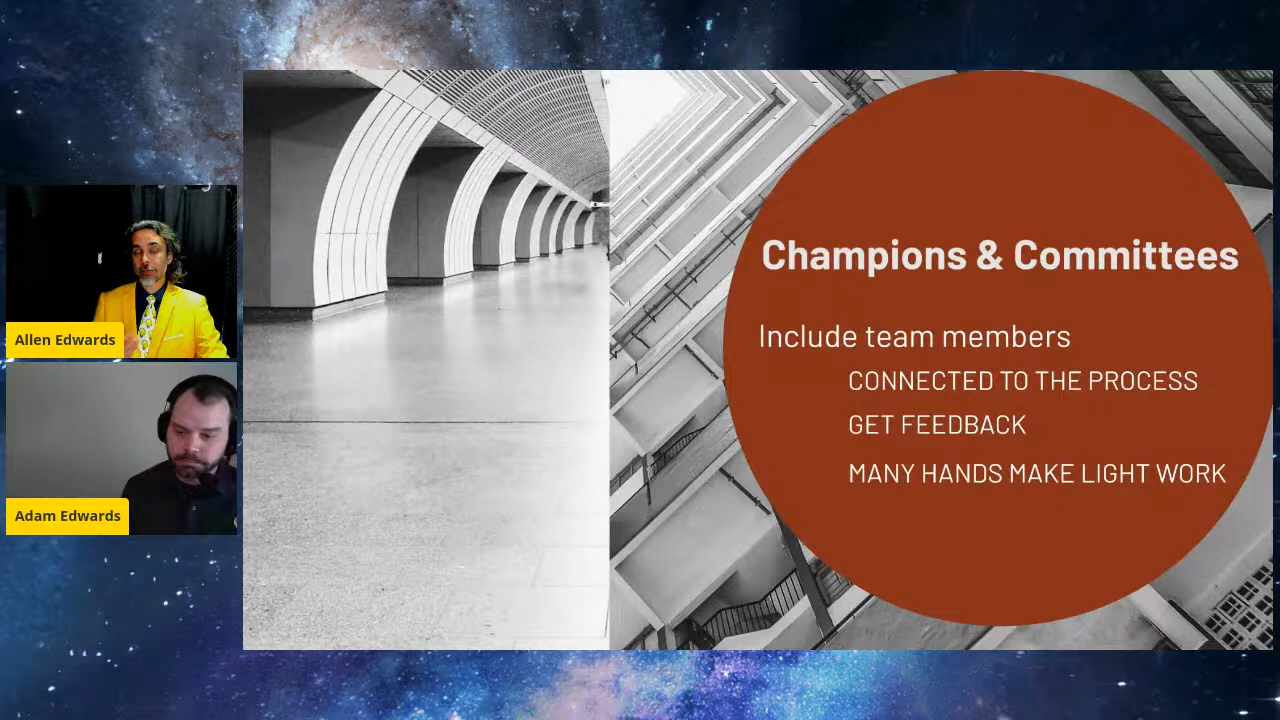 Allen Edwards
Adam Edwards
Champions & Committees
Include team members
CONNECTED TO THE PROCESS
GET FEEDBACK
MANY HANDS MAKE LIGHT WORK